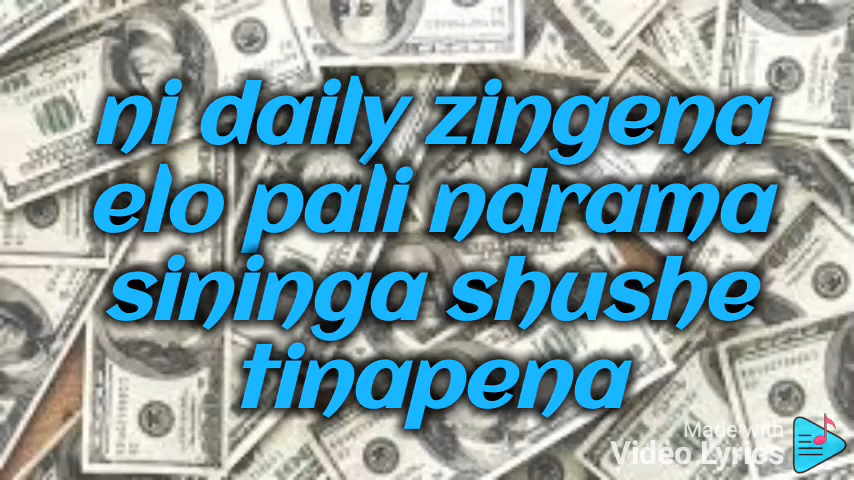 ni daily zingena
elo pali ndrama
sininga shushe
tinapena
Made with
Video Lyrics